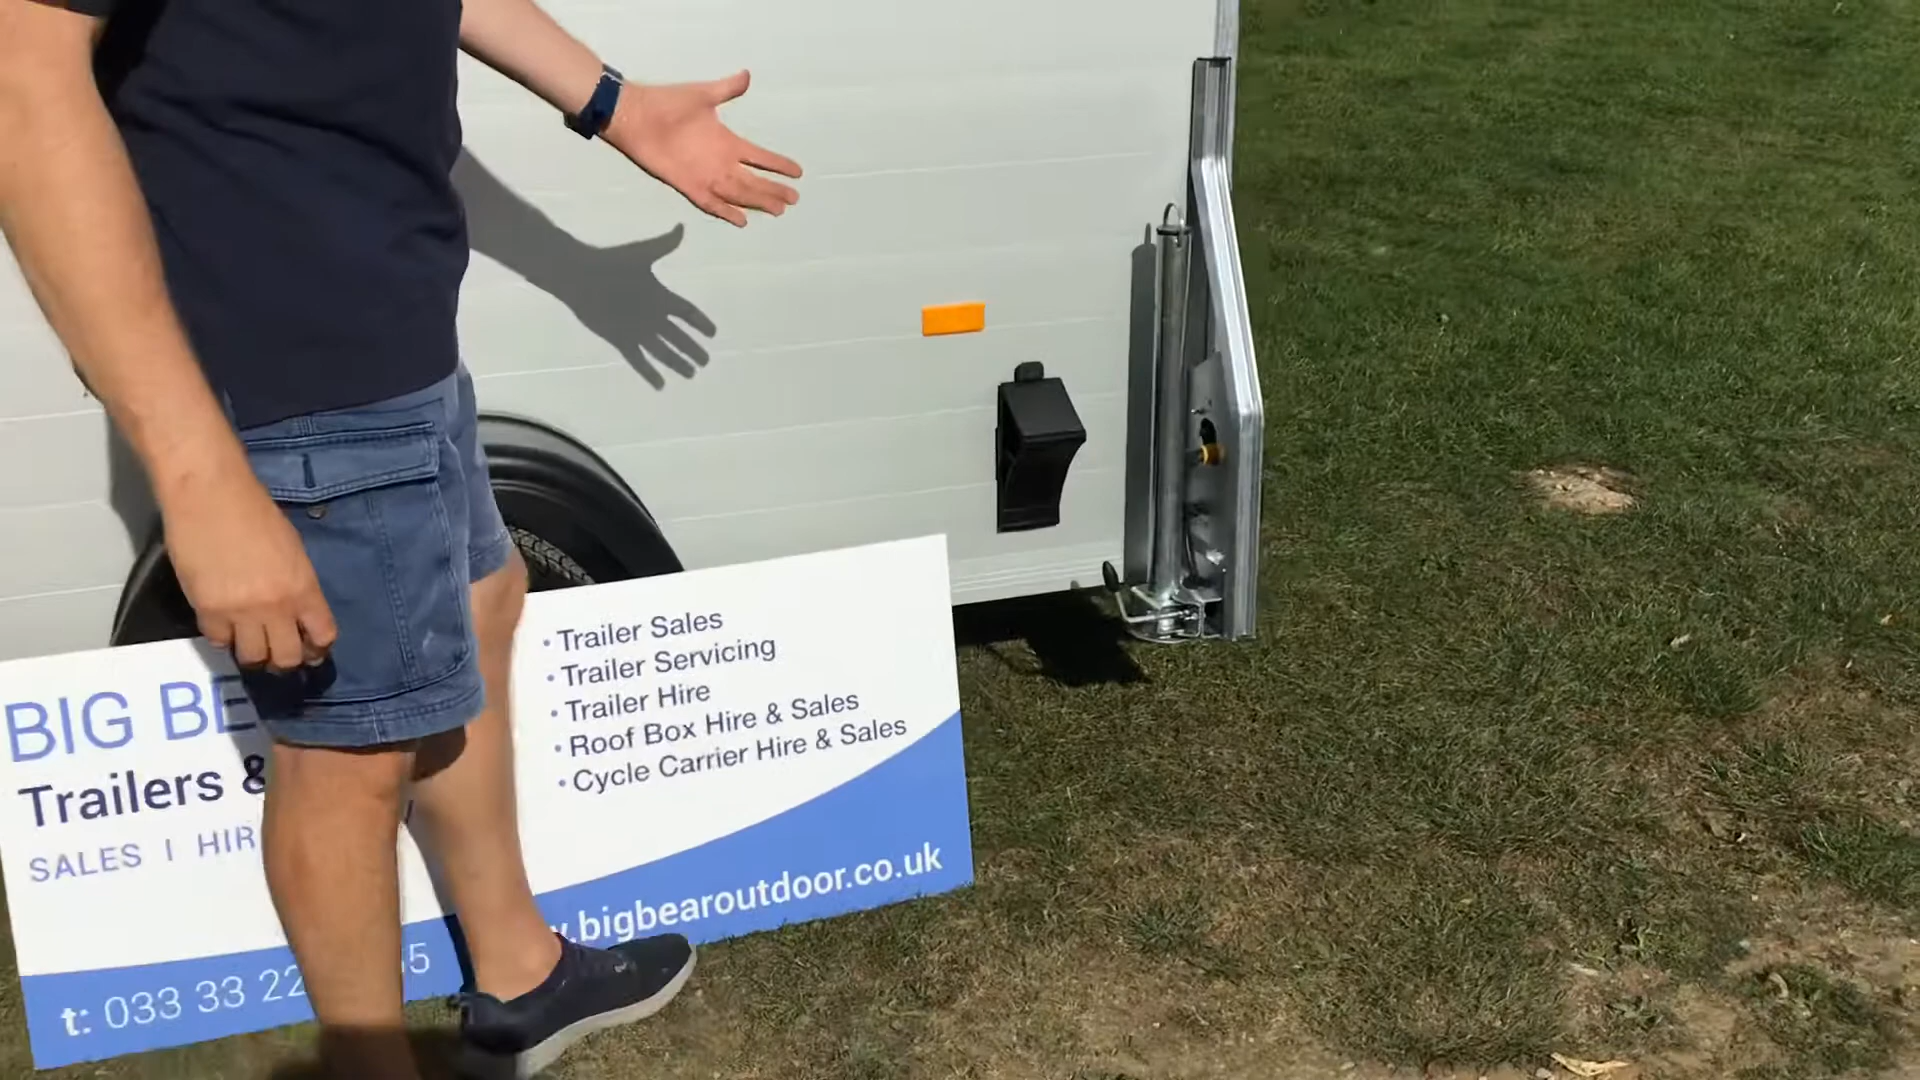 BIG BE
Trailers &
SALES | HIR
t: 033 33 22 55
• Trailer Sales
• Trailer Servicing
• Trailer Hire
• Roof Box Hire & Sales
• Cycle Carrier Hire & Sales
.bigbearoutdoor.co.uk